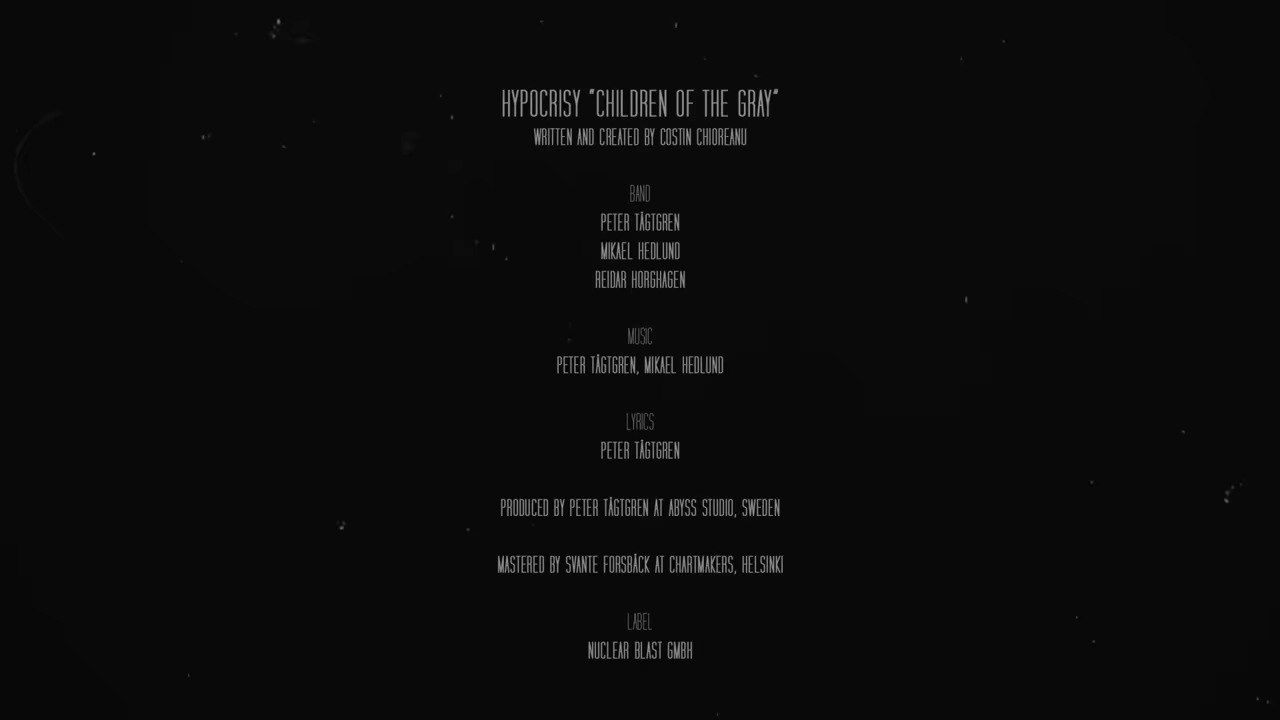 HYPOCRISY "CHILDREN OF THE GRAY"
WRITTEN AND CREATED BY COSTIN CHIOREANU
BAND
PETER TÄGTGREN
MIKAEL HEDLUND
REIDAR HORGHAGEN
MUSIC
PETER TÄGTGREN, MIKAEL HEDLUND
LYRICS
PETER TÄGTGREN
PRODUCED BY PETER TÄGTGREN AT ABYSS STUDIO, SWEDEN
MASTERED BY SVANTE FORSBÄCK AT CHARTMAKERS, HELSINKI
LABEL
NUCLEAR BLAST GMBH